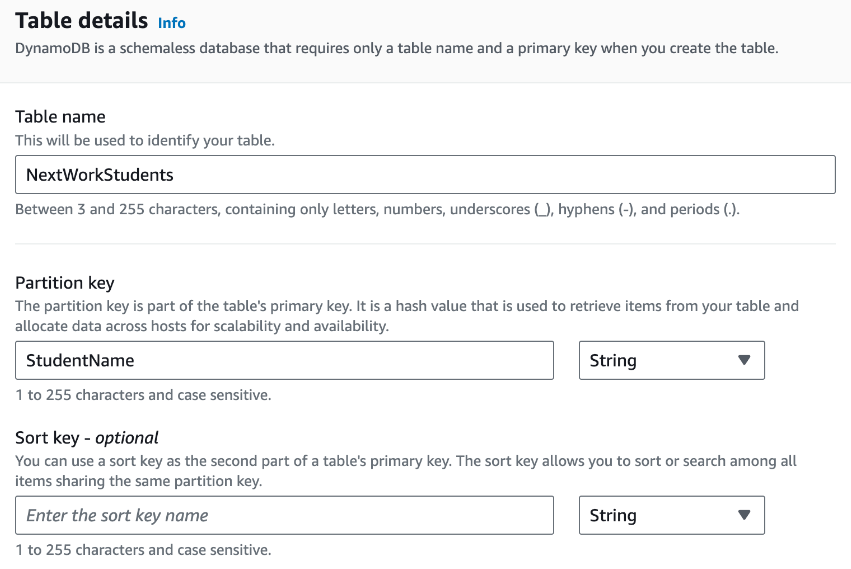 Table details Info
DynamoDB is a schemaless database that requires only a table name and a primary key when you create the table.
Table name
This will be used to identify your table.
NextWorkStudents
Between 3 and 255 characters, containing only letters, numbers, underscores (_), hyphens (-), and periods (.).
Partition key
The partition key is part of the table's primary key. It is a hash value that is used to retrieve items from your table and
allocate data across hosts for scalability and availability.
StudentName String
1 to 255 characters and case sensitive.
Sort key - optional
You can use a sort key as the second part of a table's primary key. The sort key allows you to sort or search among all
items sharing the same partition key.
Enter the sort key name String
1 to 255 characters and case sensitive.